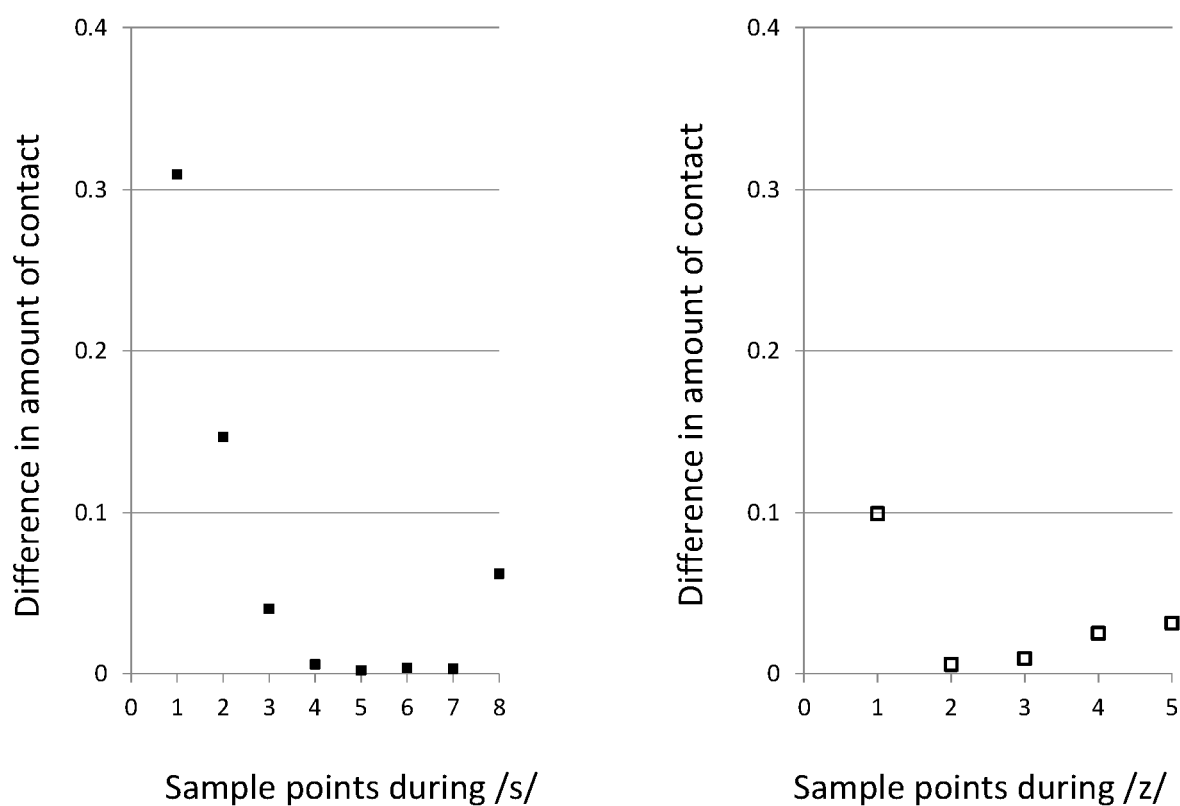 Difference in amount of contact
0.4
0.3
0.2
0.1
0
0 1 2 3 4 5 6 7 8
Sample points during /s/
Difference in amount of contact
0.4
0.3
0.2
0.1
0
0 1 2 3 4 5
Sample points during /z/